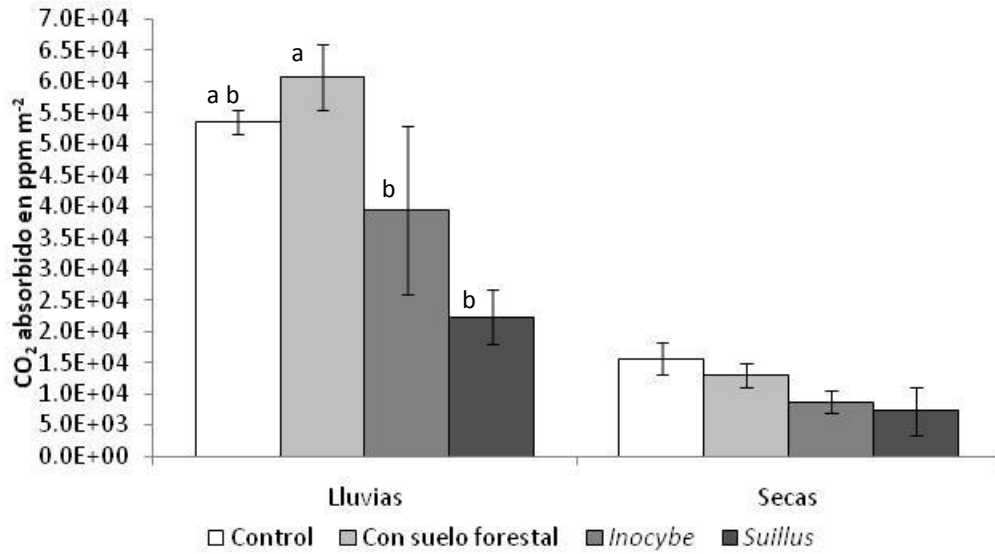 CO₂ absorbido en ppm m⁻²
7.0E+04
6.5E+04
6.0E+04
5.5E+04
5.0E+04
4.5E+04
4.0E+04
3.5E+04
3.0E+04
2.5E+04
2.0E+04
1.5E+04
1.0E+04
5.0E+03
0.0E+00
a b
a
b
b
Lluvias Secas
Control Con suelo forestal Inocybe Suillus